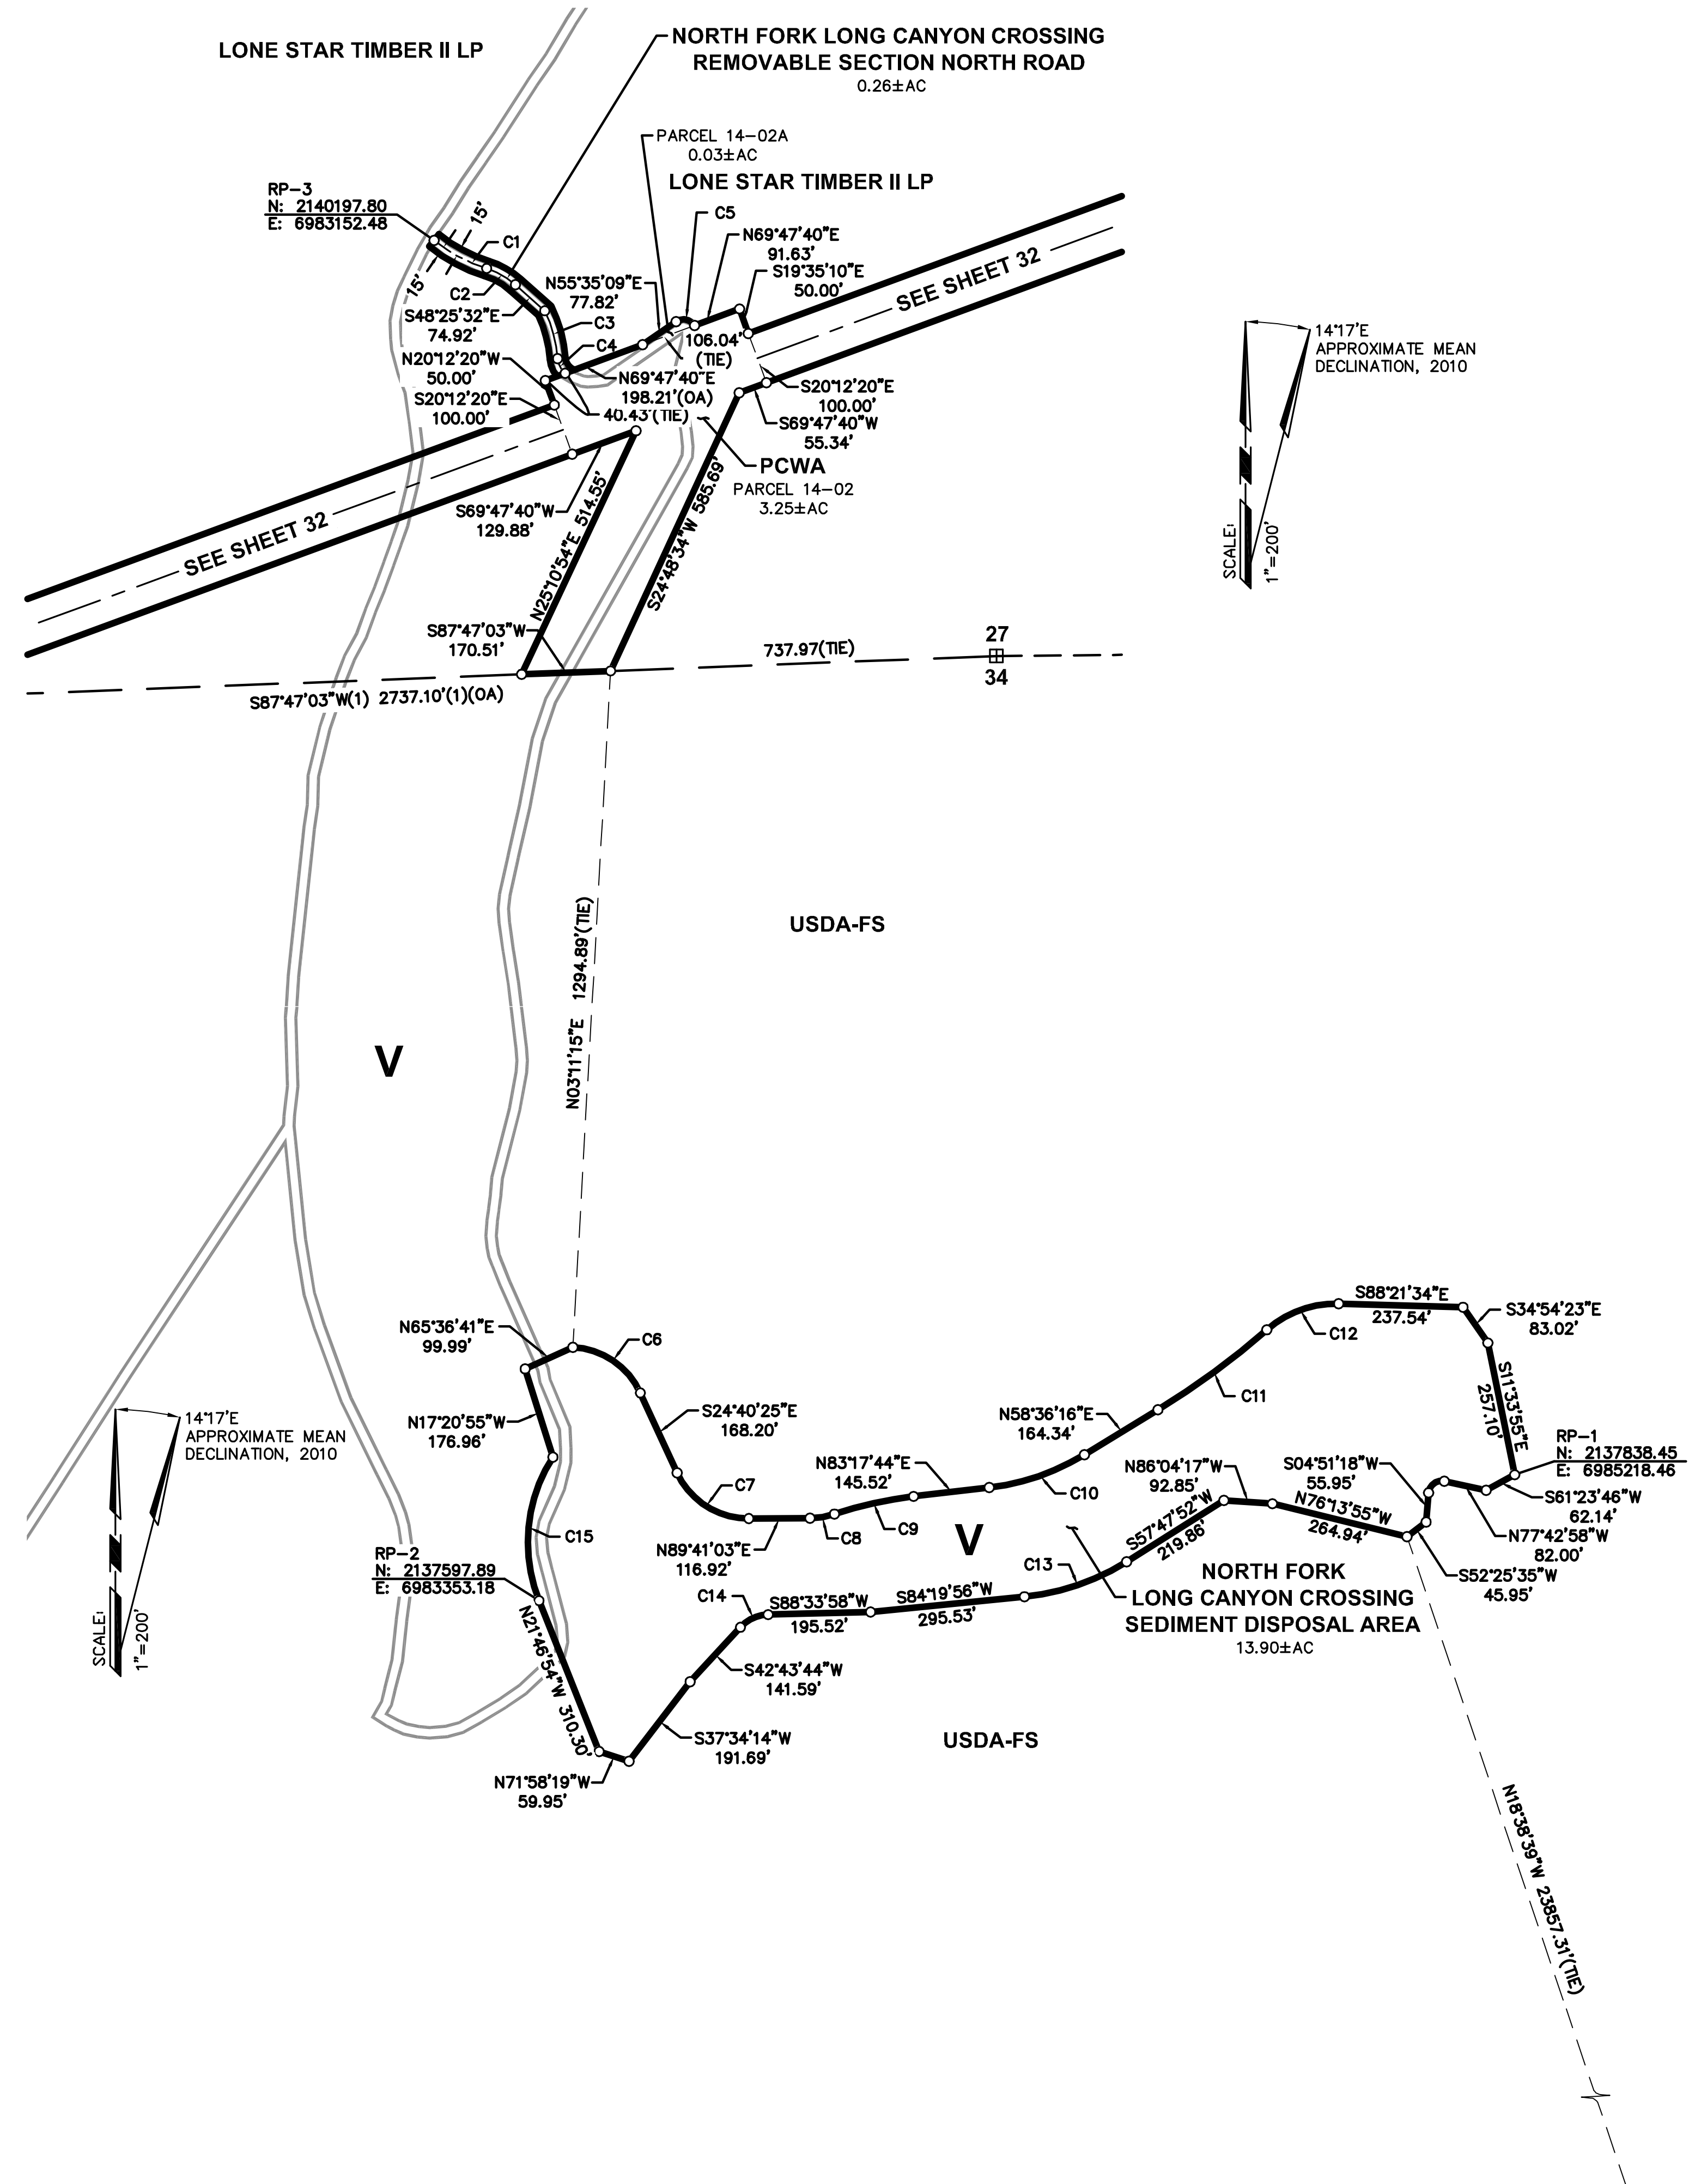 LONE STAR TIMBER II LP
NORTH FORK LONG CANYON CROSSING
REMOVABLE SECTION NORTH ROAD
0.26±AC
PARCEL 14-02A
0.03±AC
LONE STAR TIMBER II LP
RP-3
N: 2140197.80
E: 6983152.48
15'
15'
C1
C2
C5
N69°47'40"E
91.63'
S19°35'10"E
50.00'
N55°35'09"E
77.82'
S48°25'32"E
74.92'
C3
C4
106.04'
(TIE)
N20°12'20"W
50.00'
S20°12'20"E
100.00'
N69°47'40"E
198.21'(OA)
40.43'(TIE)
S20°12'20"E
100.00'
S69°47'40"W
55.34'
SEE SHEET 32
14°17'E
APPROXIMATE MEAN
DECLINATION, 2010
SCALE:
1"=200'
PCWA
PARCEL 14-02
3.25±AC
S69°47'40"W
129.88'
SEE SHEET 32
N25°10'54"E 514.55'
S24°48'34"W 585.69'
S87°47'03"W
170.51'
737.97(TIE)
27
34
S87°47'03"W(1) 2737.10'(1)(OA)
N03°11'15"E 1294.89'(TIE)
USDA-FS
V
N65°36'41"E
99.99'
C6
N17°20'55"W
176.96'
S24°40'25"E
168.20'
C7
N89°41'03"E
116.92'
C8
C9
N83°17'44"E
145.52'
C10
N58°36'16"E
164.34'
C11
C12
S88°21'34"E
237.54'
S34°54'23"E
83.02'
S11°33'55"E
257.10'
RP-1
N: 2137838.45
E: 6985218.46
S61°23'46"W
62.14'
N77°42'58"W
82.00'
S04°51'18"W
55.95'
S52°25'35"W
45.95'
N76°13'55"W
264.94'
N86°04'17"W
92.85'
S57°47'52"W
219.86'
C13
V
NORTH FORK
LONG CANYON CROSSING
SEDIMENT DISPOSAL AREA
13.90±AC
S84°19'56"W
295.53'
S88°33'58"W
195.52'
C14
S42°43'44"W
141.59'
S37°34'14"W
191.69'
N71°58'19"W
59.95'
N21°46'54"W 310.30'
RP-2
N: 2137597.89
E: 6983353.18
C15
14°17'E
APPROXIMATE MEAN
DECLINATION, 2010
SCALE:
1"=200'
USDA-FS
N18°38'39"W 23857.31'(TIE)